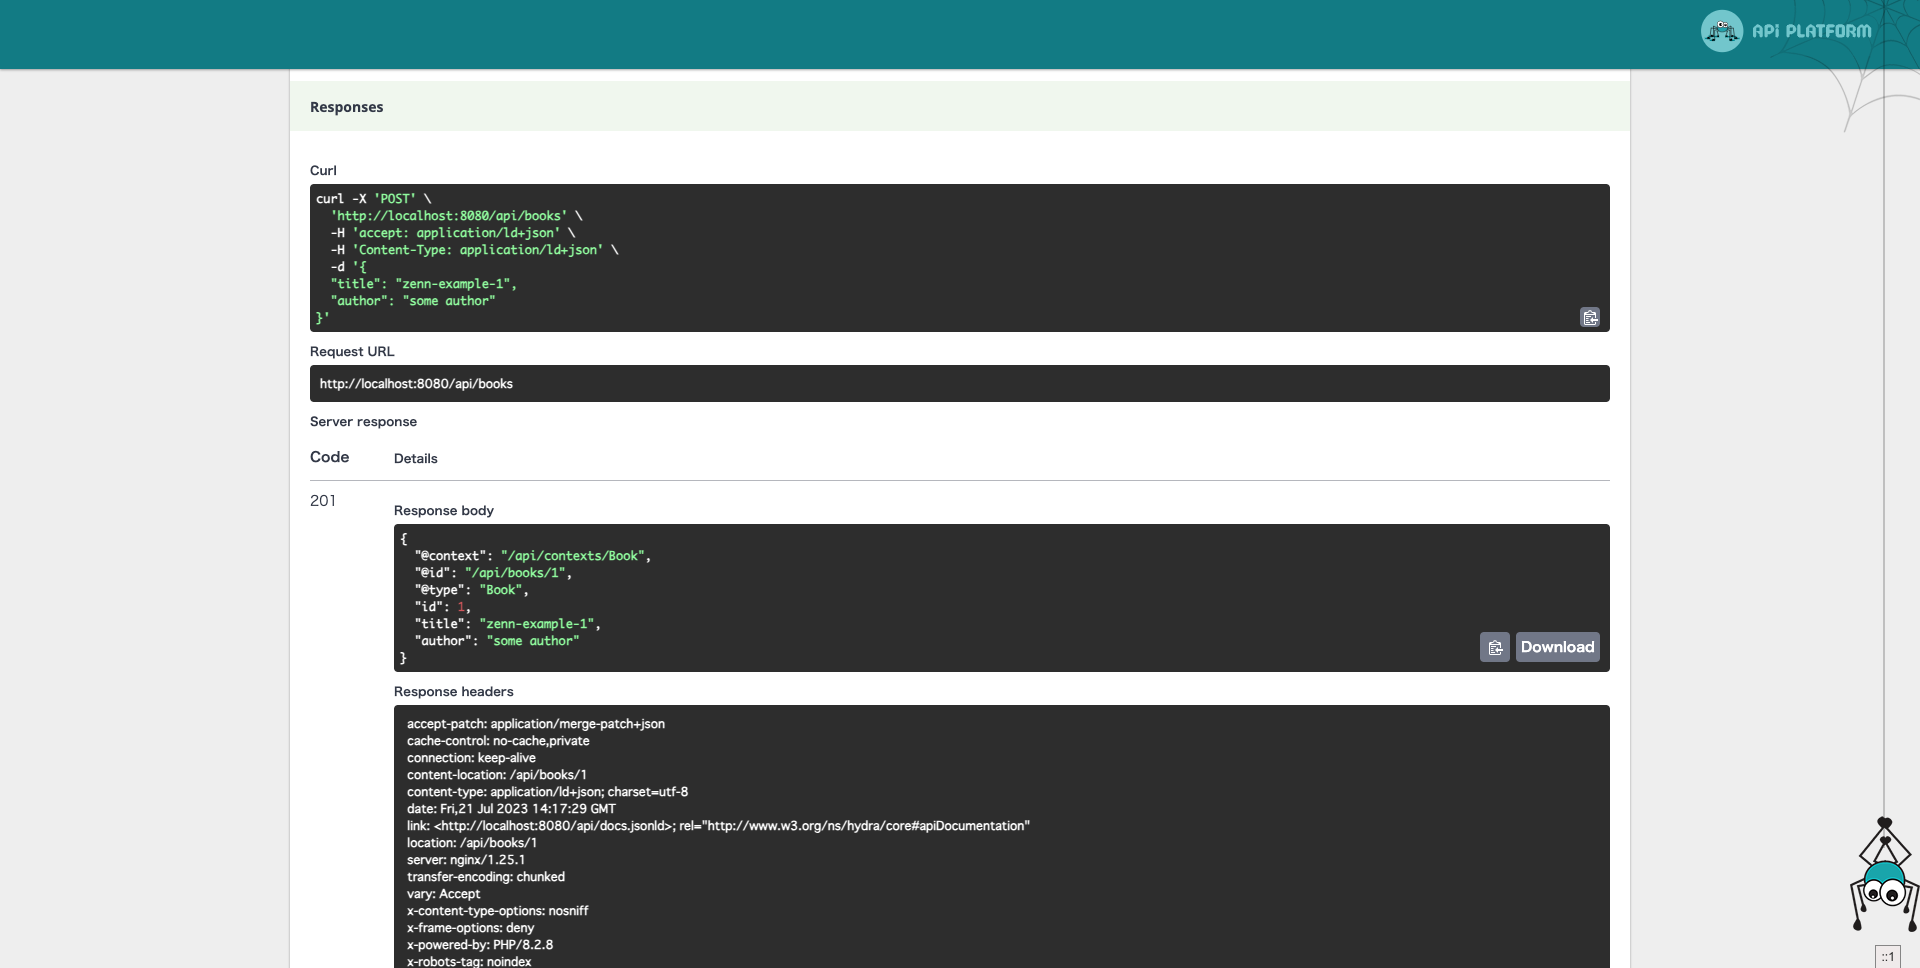 API PLATFORM
Responses
Curl
curl -X 'POST' \
  'http://localhost:8080/api/books' \
  -H 'accept: application/ld+json' \
  -H 'Content-Type: application/ld+json' \
  -d '{
  "title": "zenn-example-1",
  "author": "some author"
}'
Request URL
http://localhost:8080/api/books
Server response
Code Details
201
Response body
{
  "@context": "/api/contexts/Book",
  "@id": "/api/books/1",
  "@type": "Book",
  "id": 1,
  "title": "zenn-example-1",
  "author": "some author"
}
Download
Response headers
accept-patch: application/merge-patch+json
cache-control: no-cache,private
connection: keep-alive
content-location: /api/books/1
content-type: application/ld+json; charset=utf-8
date: Fri,21 Jul 2023 14:17:29 GMT
link: <http://localhost:8080/api/docs.jsonld>; rel="http://www.w3.org/ns/hydra/core#apiDocumentation"
location: /api/books/1
server: nginx/1.25.1
transfer-encoding: chunked
vary: Accept
x-content-type-options: nosniff
x-frame-options: deny
x-powered-by: PHP/8.2.8
x-robots-tag: noindex
::1